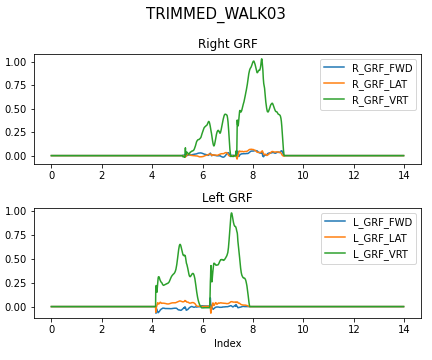 TRIMMED_WALK03
Right GRF
1.00
0.75
0.50
0.25
0.00
R_GRF_FWD
R_GRF_LAT
R_GRF_VRT
0 2 4 6 8 10 12 14
Left GRF
1.00
0.75
0.50
0.25
0.00
L_GRF_FWD
L_GRF_LAT
L_GRF_VRT
0 2 4 6 8 10 12 14
Index